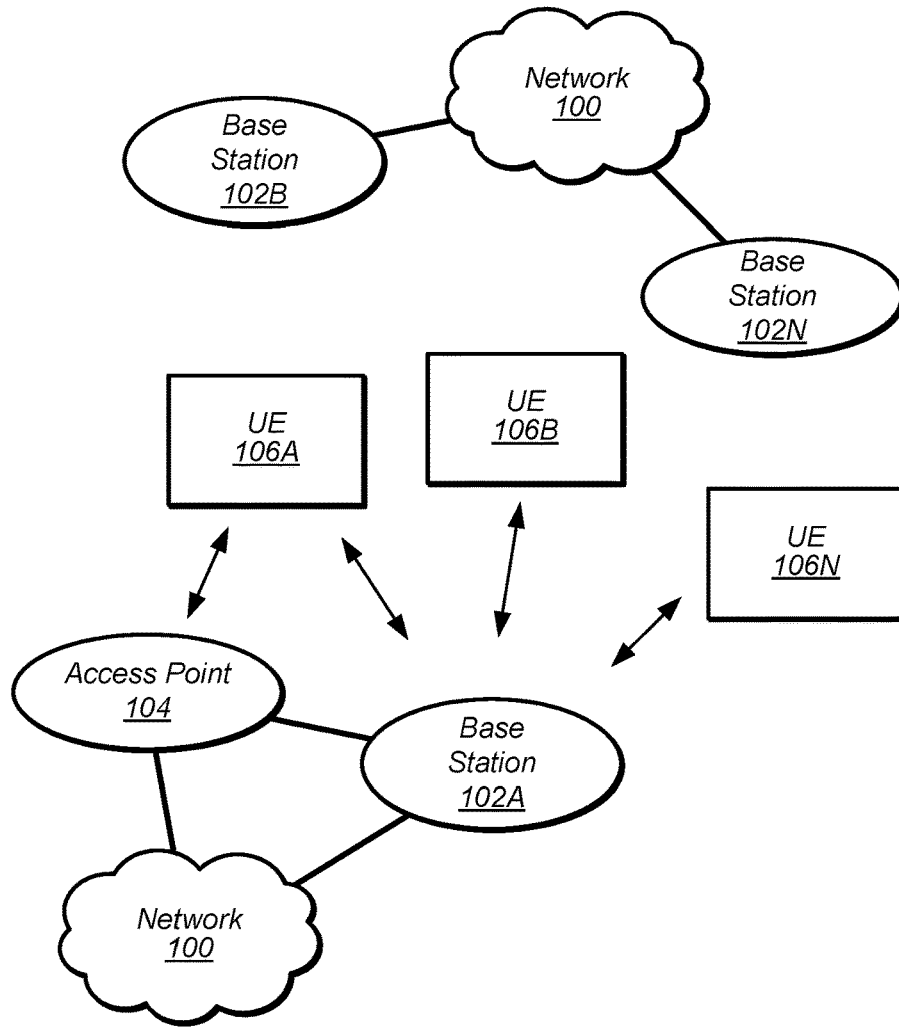 Network
100
Base
Station
102B
Base
Station
102N
UE
106A
UE
106B
UE
106N
Access Point
104
Base
Station
102A
Network
100